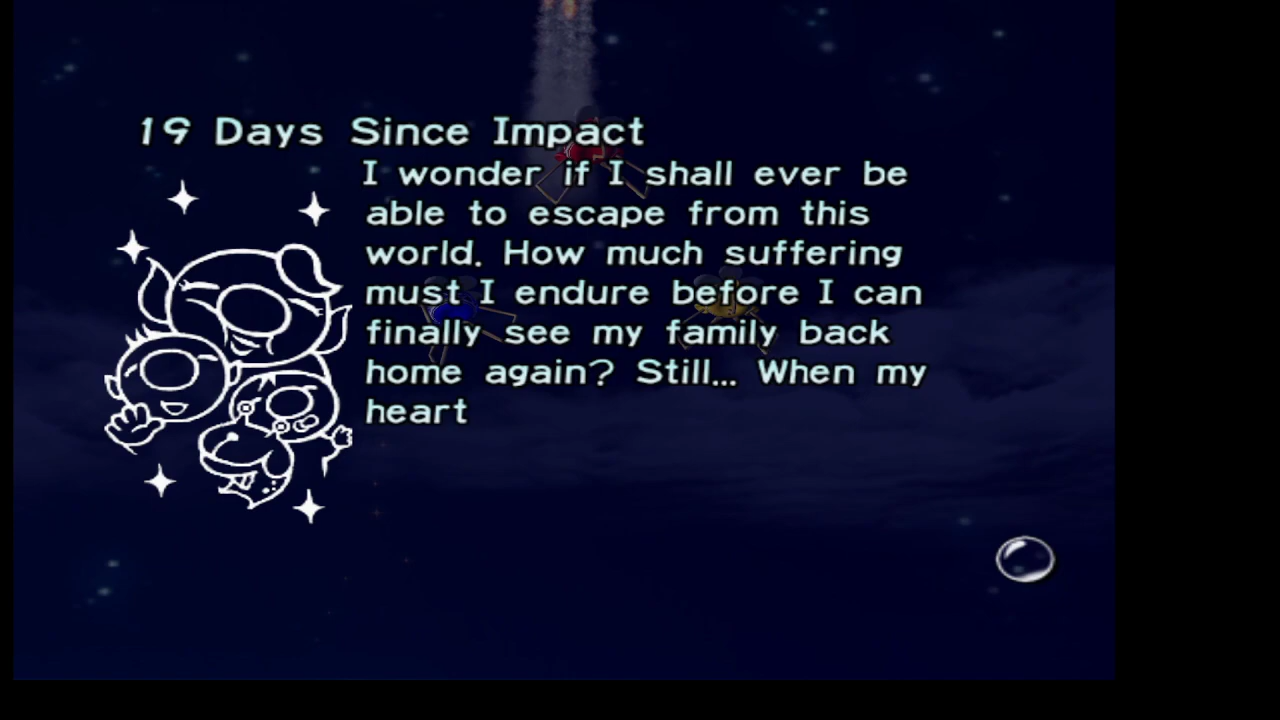 19 Days Since Impact
I wonder if I shall ever be
able to escape from this
world. How much suffering
must I endure before I can
finally see my family back
home again? Still... When my
heart